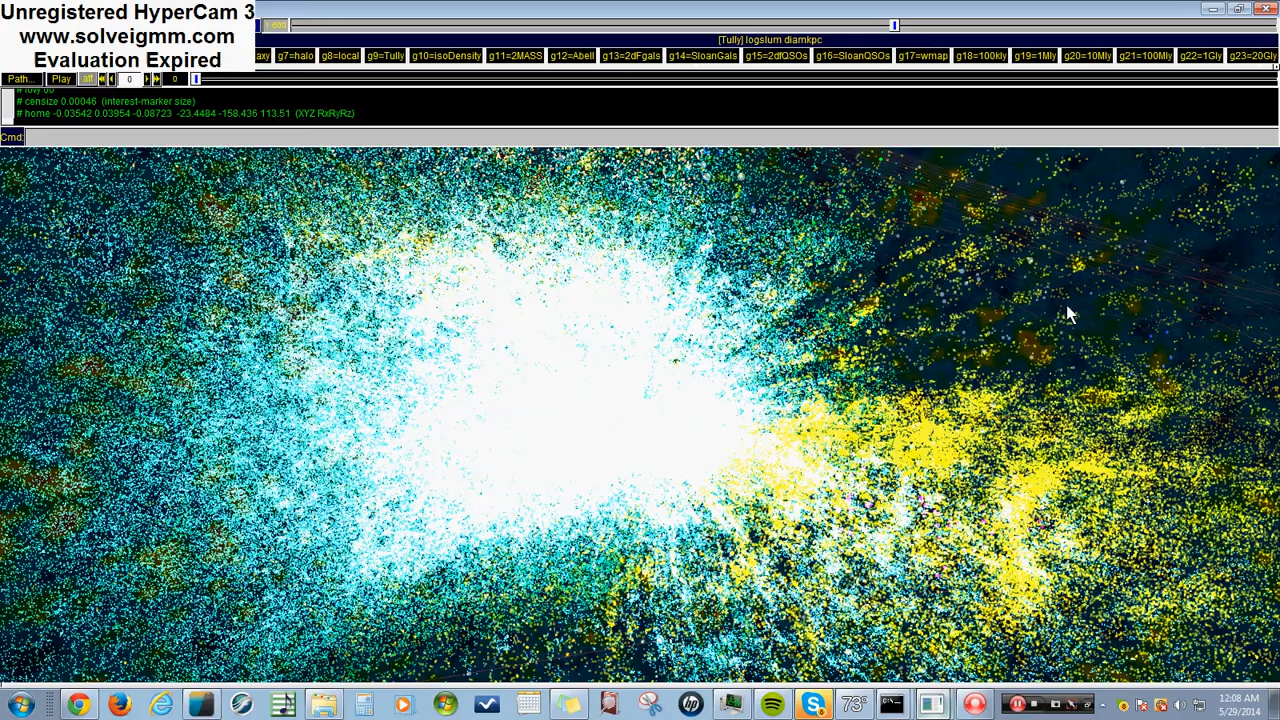 Unregistered HyperCam 3
www.solveigmm.com
Evaluation Expired
[Tully] logslum diamkpc
g7=halo g8=local g9=Tully g10=isoDensity g11=2MASS g12=Abell g13=2dFgals g14=SloanGals g15=2dfQSOs g16=SloanQSOs g17=wmap g18=100kly g19=1Mly g20=10Mly g21=100Mly g22=1Gly g23=20Gly
Path... Play 0 0
# censize 0.00046 (interest-marker size)
# home -0.03542 0.03954 -0.08723 -23.4484 -158.436 113.51 (XYZ RxRyRz)
Cmd:
73°
12:08 AM
5/29/2014